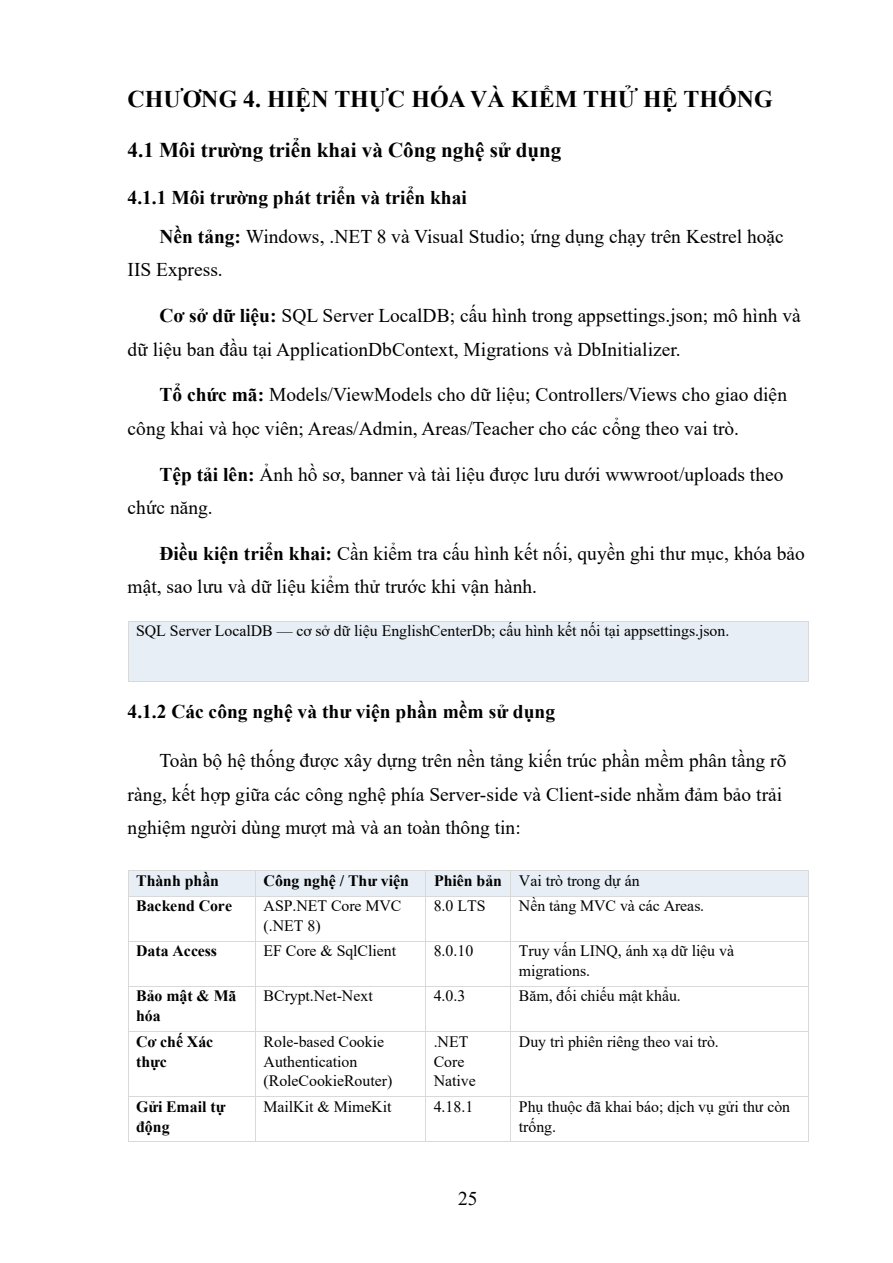 CHƯƠNG 4. HIỆN THỰC HÓA VÀ KIỂM THỬ HỆ THỐNG
4.1 Môi trường triển khai và Công nghệ sử dụng
4.1.1 Môi trường phát triển và triển khai
Nền tảng: Windows, .NET 8 và Visual Studio; ứng dụng chạy trên Kestrel hoặc
IIS Express.
Cơ sở dữ liệu: SQL Server LocalDB; cấu hình trong appsettings.json; mô hình và
dữ liệu ban đầu tại ApplicationDbContext, Migrations và DbInitializer.
Tổ chức mã: Models/ViewModels cho dữ liệu; Controllers/Views cho giao diện
công khai và học viên; Areas/Admin, Areas/Teacher cho các cổng theo vai trò.
Tệp tải lên: Ảnh hồ sơ, banner và tài liệu được lưu dưới wwwroot/uploads theo
chức năng.
Điều kiện triển khai: Cần kiểm tra cấu hình kết nối, quyền ghi thư mục, khóa bảo
mật, sao lưu và dữ liệu kiểm thử trước khi vận hành.
SQL Server LocalDB — cơ sở dữ liệu EnglishCenterDb; cấu hình kết nối tại appsettings.json.
4.1.2 Các công nghệ và thư viện phần mềm sử dụng
Toàn bộ hệ thống được xây dựng trên nền tảng kiến trúc phần mềm phân tầng rõ
ràng, kết hợp giữa các công nghệ phía Server-side và Client-side nhằm đảm bảo trải
nghiệm người dùng mượt mà và an toàn thông tin:
Thành phần Công nghệ / Thư viện Phiên bản Vai trò trong dự án
Backend Core ASP.NET Core MVC 8.0 LTS Nền tảng MVC và các Areas.
(.NET 8)
Data Access EF Core & SqlClient 8.0.10 Truy vấn LINQ, ánh xạ dữ liệu và
migrations.
Bảo mật & Mã BCrypt.Net-Next 4.0.3 Băm, đối chiếu mật khẩu.
hóa
Cơ chế Xác Role-based Cookie .NET Duy trì phiên riêng theo vai trò.
thực Authentication Core
(RoleCookieRouter) Native
Gửi Email tự MailKit & MimeKit 4.18.1 Phụ thuộc đã khai báo; dịch vụ gửi thư còn
động trống.
25